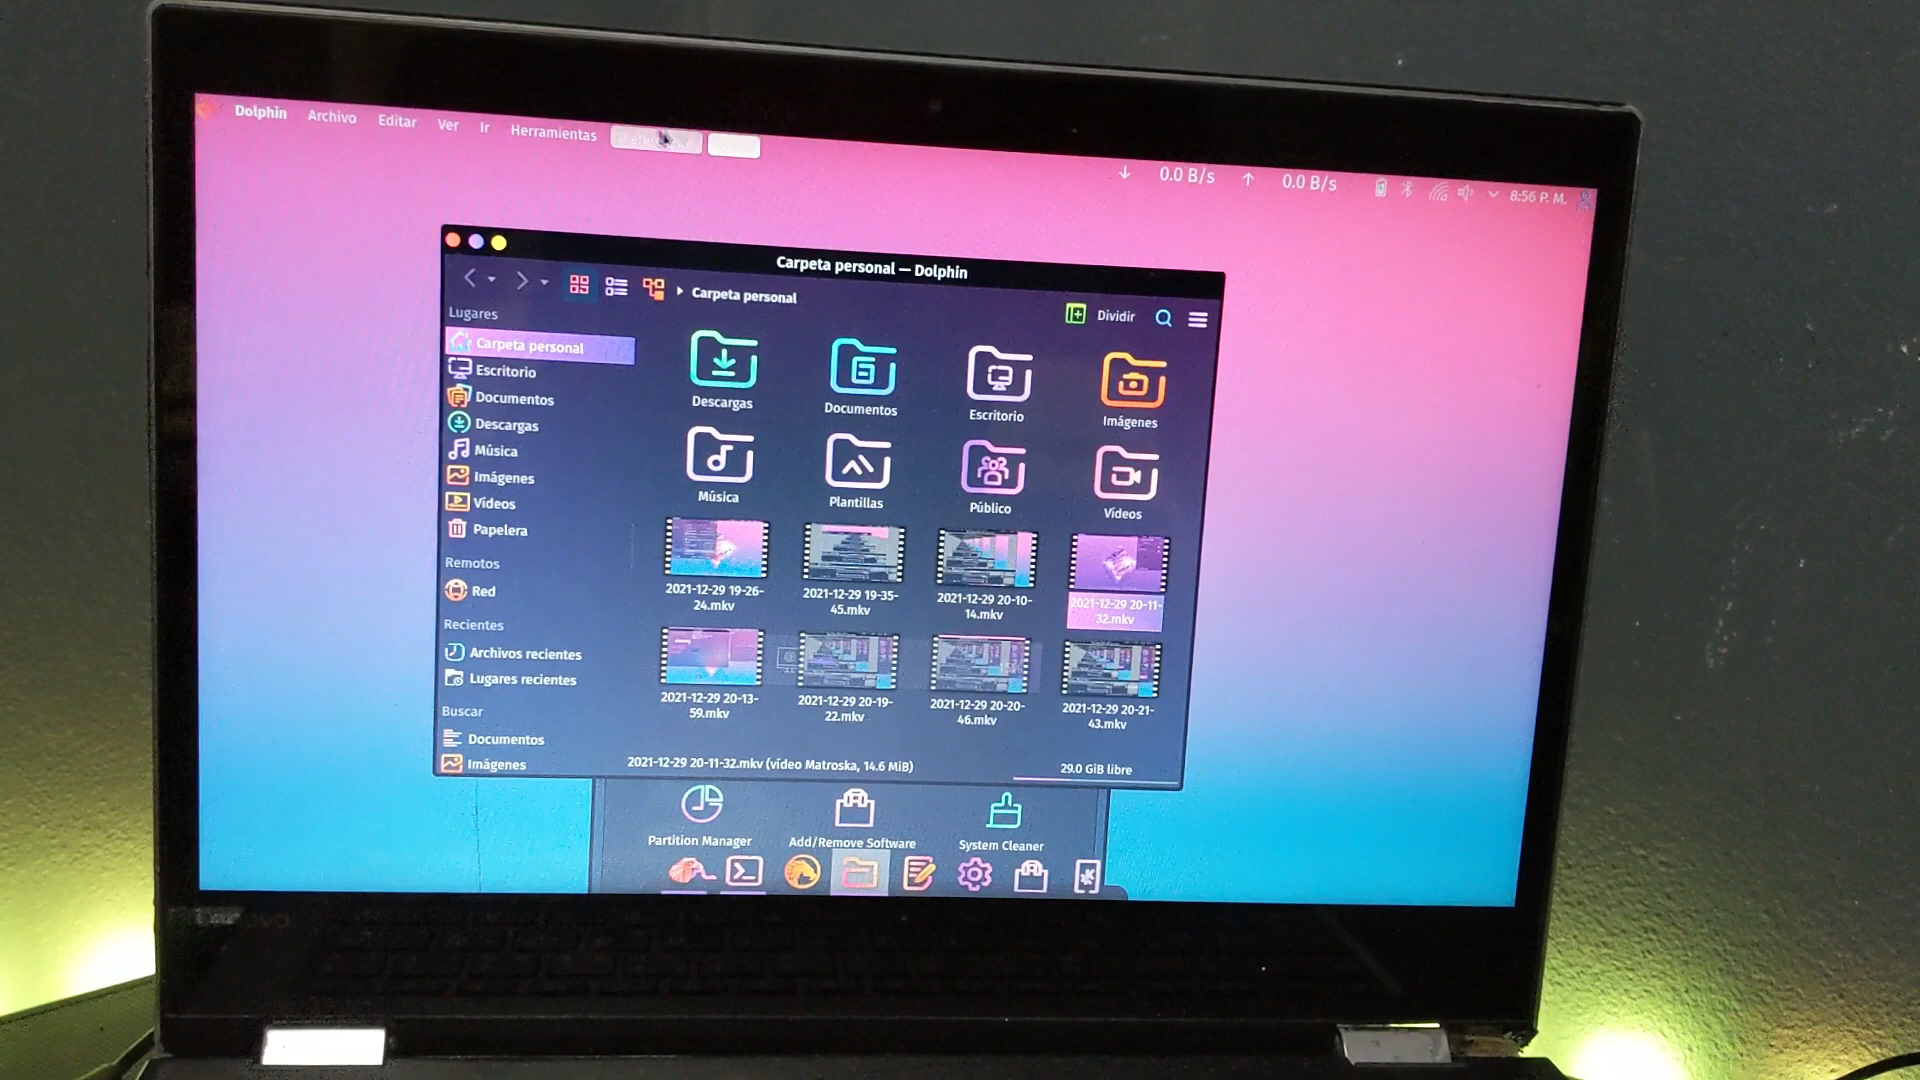 Dolphin Archivo Editar Ver Ir Herramientas
0.0 B/s 0.0 B/s 8:56 P. M.
Carpeta personal — Dolphin
Carpeta personal
Dividir
Lugares
Carpeta personal
Escritorio
Documentos
Descargas
Música
Imágenes
Vídeos
Papelera
Remotos
Red
Recientes
Archivos recientes
Lugares recientes
Buscar
Documentos
Imágenes
Descargas Documentos Escritorio Imágenes
Música Plantillas Público Vídeos
2021-12-29 19-26-
24.mkv
2021-12-29 19-35-
45.mkv
2021-12-29 20-10-
14.mkv
2021-12-29 20-11-
32.mkv
2021-12-29 20-13-
59.mkv
2021-12-29 20-19-
22.mkv
2021-12-29 20-20-
46.mkv
2021-12-29 20-21-
43.mkv
2021-12-29 20-11-32.mkv (vídeo Matroska, 14.6 MiB)
29.0 GiB libre
Partition Manager Add/Remove Software System Cleaner